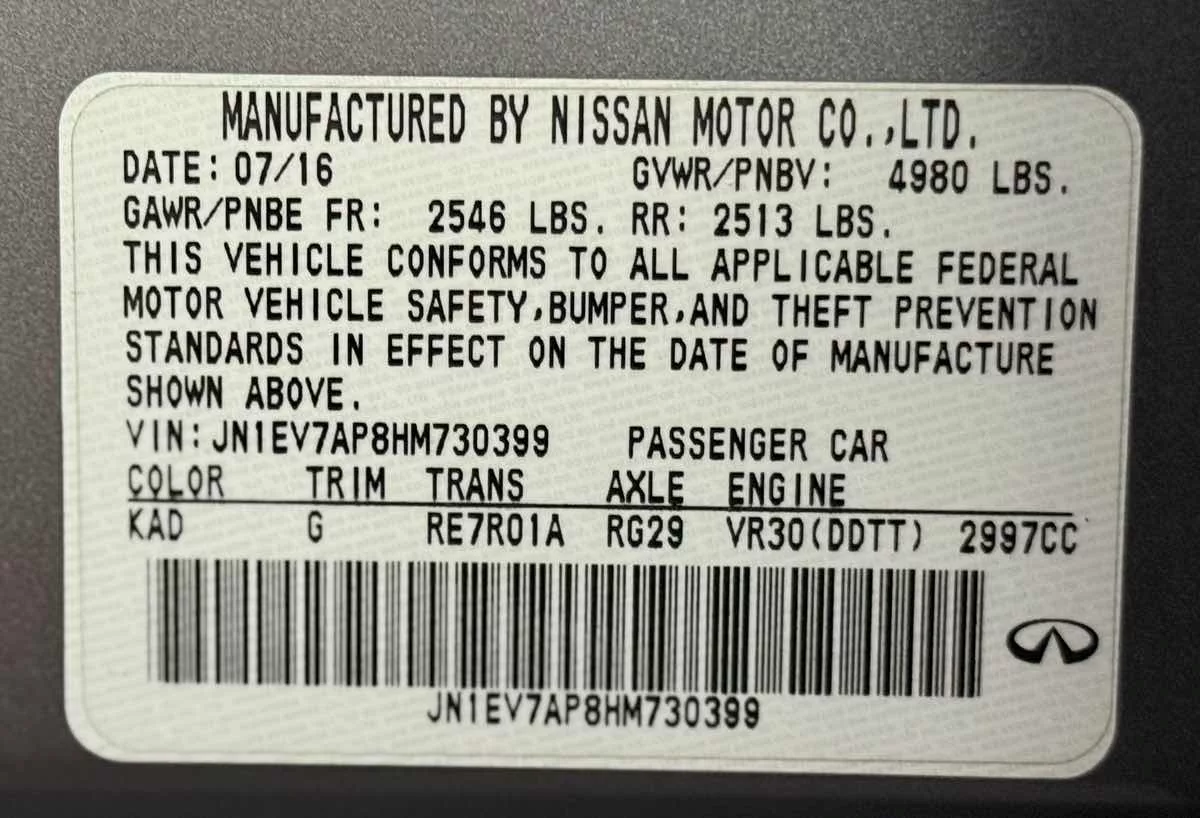 MANUFACTURED BY NISSAN MOTOR CO.,LTD.
DATE: 07/16 GVWR/PNBV: 4980 LBS.
GAWR/PNBE FR: 2546 LBS. RR: 2513 LBS.
THIS VEHICLE CONFORMS TO ALL APPLICABLE FEDERAL
MOTOR VEHICLE SAFETY,BUMPER,AND THEFT PREVENTION
STANDARDS IN EFFECT ON THE DATE OF MANUFACTURE
SHOWN ABOVE.
VIN: JN1EV7AP8HM730399 PASSENGER CAR
COLOR TRIM TRANS AXLE ENGINE
KAD G RE7R01A RG29 VR30(DDTT) 2997CC
JN1EV7AP8HM730399